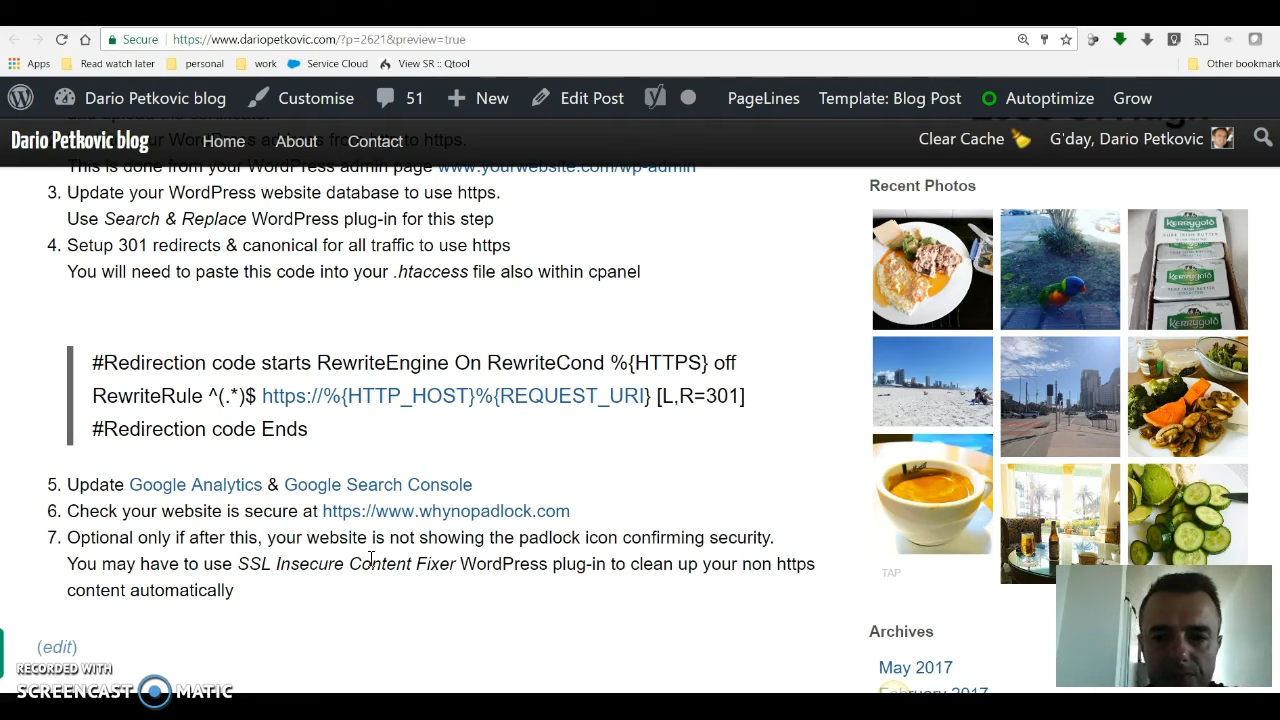 Secure https://www.dariopetkovic.com/?p=2621&preview=true
Apps Read watch later personal work Service Cloud View SR :: Qtool Other bookmark
Dario Petkovic blog Customise 51 New Edit Post PageLines Template: Blog Post Autoptimize Grow
Dario Petkovic blog Home About Contact Clear Cache G'day, Dario Petkovic
This is done from your WordPress admin page www.yourwebsite.com/wp-admin
3. Update your WordPress website database to use https.
Use Search & Replace WordPress plug-in for this step
4. Setup 301 redirects & canonical for all traffic to use https
You will need to paste this code into your .htaccess file also within cpanel
#Redirection code starts RewriteEngine On RewriteCond %{HTTPS} off
RewriteRule ^(.*)$ https://%{HTTP_HOST}%{REQUEST_URI} [L,R=301]
#Redirection code Ends
5. Update Google Analytics & Google Search Console
6. Check your website is secure at https://www.whynopadlock.com
7. Optional only if after this, your website is not showing the padlock icon confirming security.
You may have to use SSL Insecure Content Fixer WordPress plug-in to clean up your non https
content automatically
(edit)
Recent Photos
KERRYGOLD
PURE IRISH BUTTER
KERRYGOLD
KERRYGOLD
TAP
Archives
May 2017
February 2017
RECORDED WITH
SCREENCAST MATIC